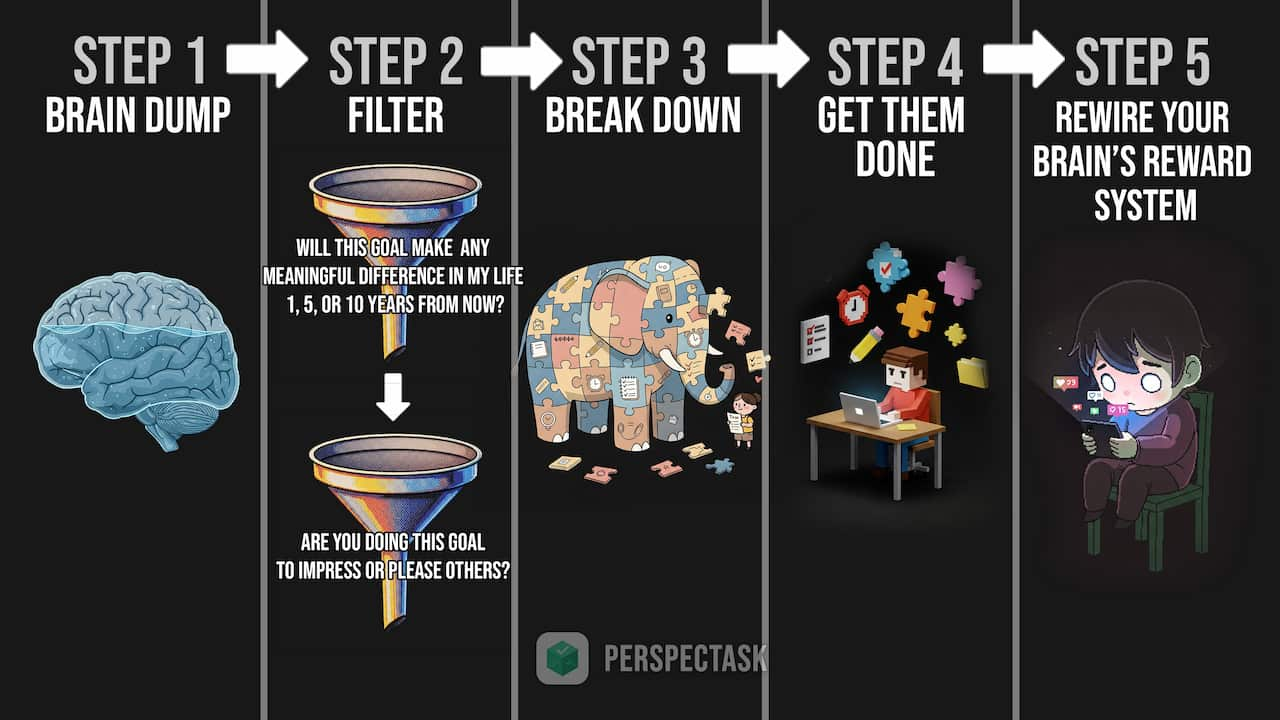 STEP 1
BRAIN DUMP
STEP 2
FILTER
WILL THIS GOAL MAKE ANY
MEANINGFUL DIFFERENCE IN MY LIFE
1, 5, OR 10 YEARS FROM NOW?
ARE YOU DOING THIS GOAL
TO IMPRESS OR PLEASE OTHERS?
STEP 3
BREAK DOWN
STEP 4
GET THEM
DONE
STEP 5
REWIRE YOUR
BRAIN’S REWARD
SYSTEM
PERSPECTASK